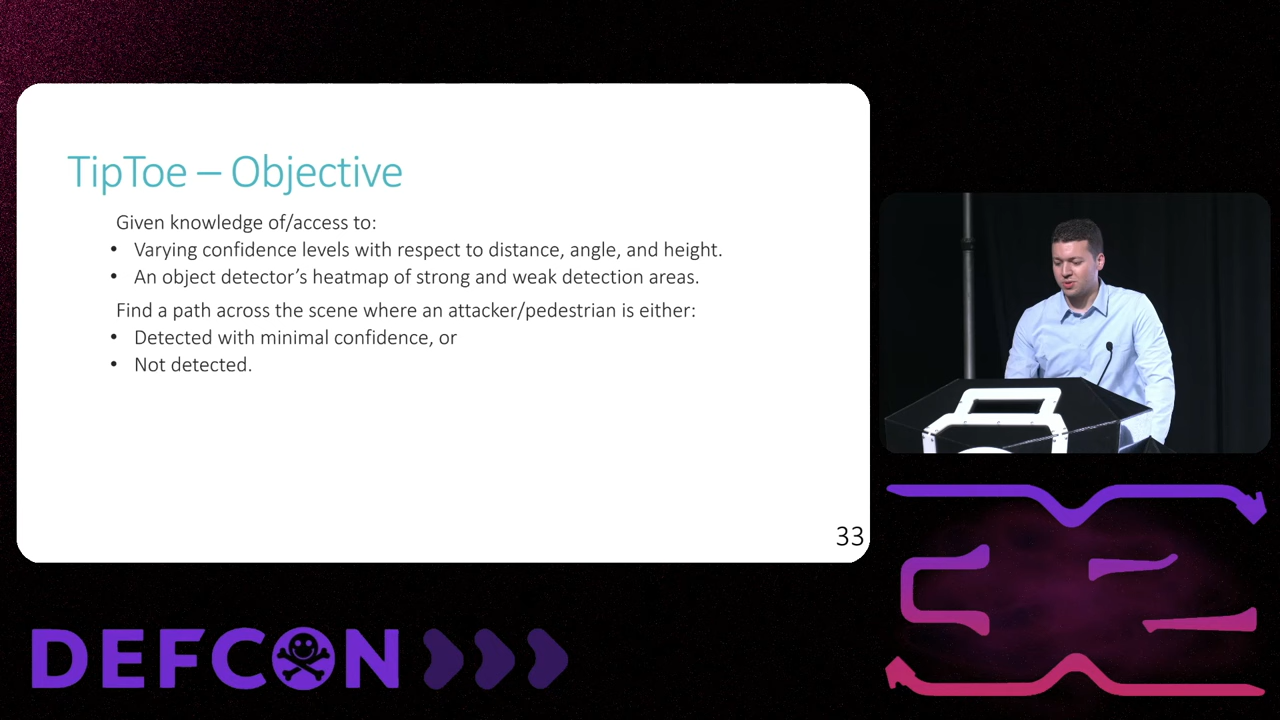 TipToe – Objective
Given knowledge of/access to:
• Varying confidence levels with respect to distance, angle, and height.
• An object detector's heatmap of strong and weak detection areas.
Find a path across the scene where an attacker/pedestrian is either:
• Detected with minimal confidence, or
• Not detected.
33
DEFCON